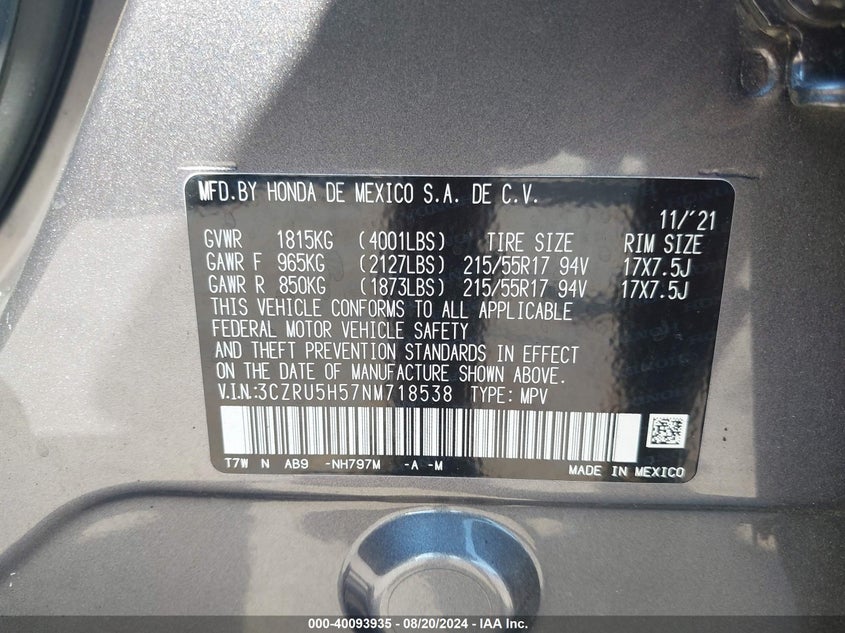 MFD.BY HONDA DE MEXICO S.A. DE C.V.
11/'21
GVWR 1815KG (4001LBS) TIRE SIZE RIM SIZE
GAWR F 965KG (2127LBS) 215/55R17 94V 17X7.5J
GAWR R 850KG (1873LBS) 215/55R17 94V 17X7.5J
THIS VEHICLE CONFORMS TO ALL APPLICABLE
FEDERAL MOTOR VEHICLE SAFETY
AND THEFT PREVENTION STANDARDS IN EFFECT
ON THE DATE OF MANUFACTURE SHOWN ABOVE.
V.I.N.:3CZRU5H57NM718538 TYPE: MPV
T7W N AB9 -NH797M -A -M
MADE IN MEXICO
000-40093935 - 08/20/2024 - IAA Inc.